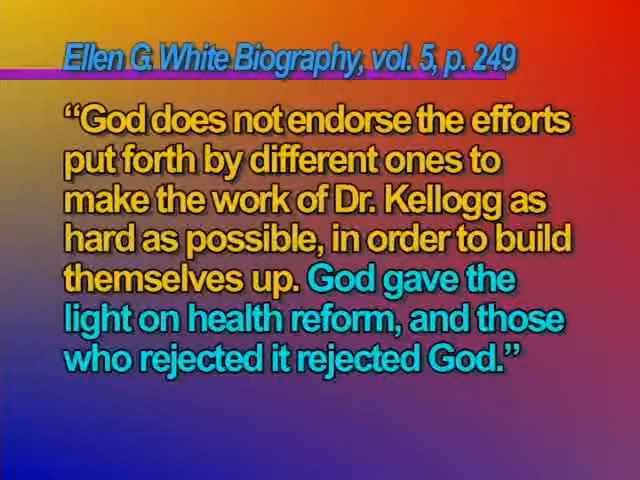 Ellen G. White Biography, vol. 5, p. 249
“God does not endorse the efforts
put forth by different ones to
make the work of Dr. Kellogg as
hard as possible, in order to build
themselves up. God gave the
light on health reform, and those
who rejected it rejected God.”